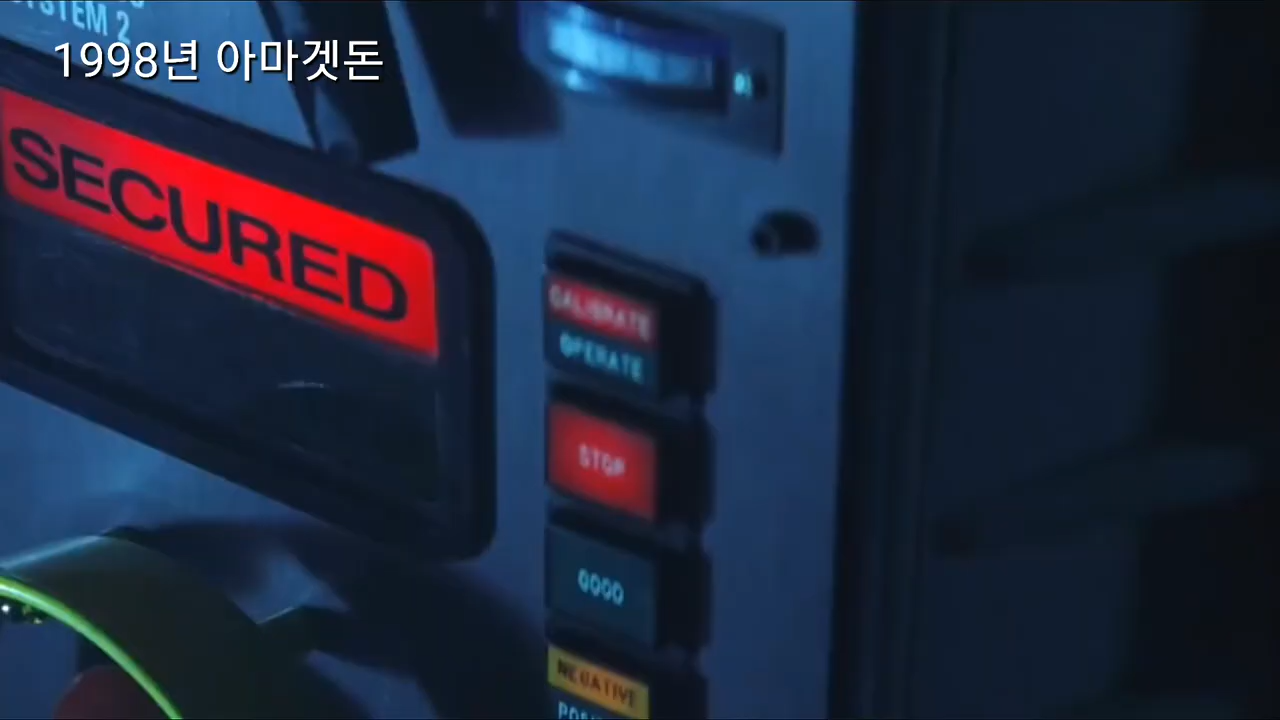 SYSTEM 2
1998년 아마겟돈
SECURED
CALIBRATE
OPERATE
STOP
GOOD
NEGATIVE